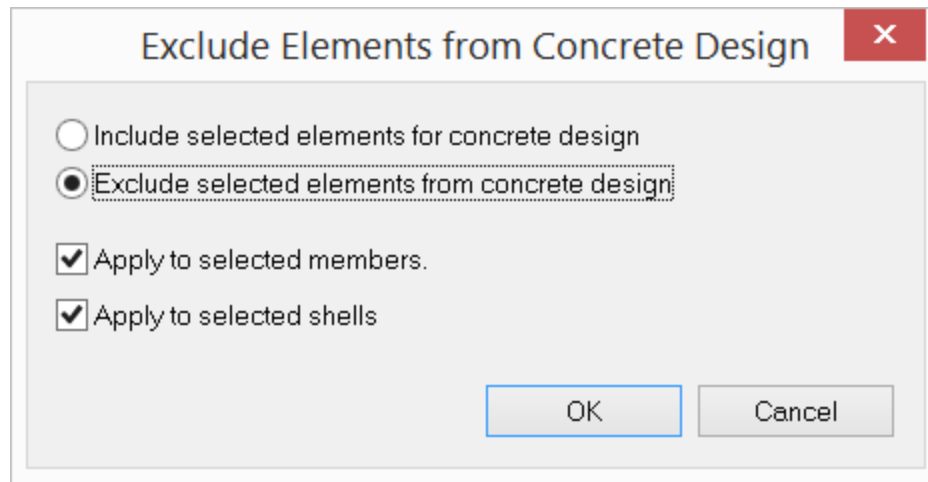 Exclude Elements from Concrete Design
Include selected elements for concrete design
Exclude selected elements from concrete design
Apply to selected members.
Apply to selected shells
OK
Cancel